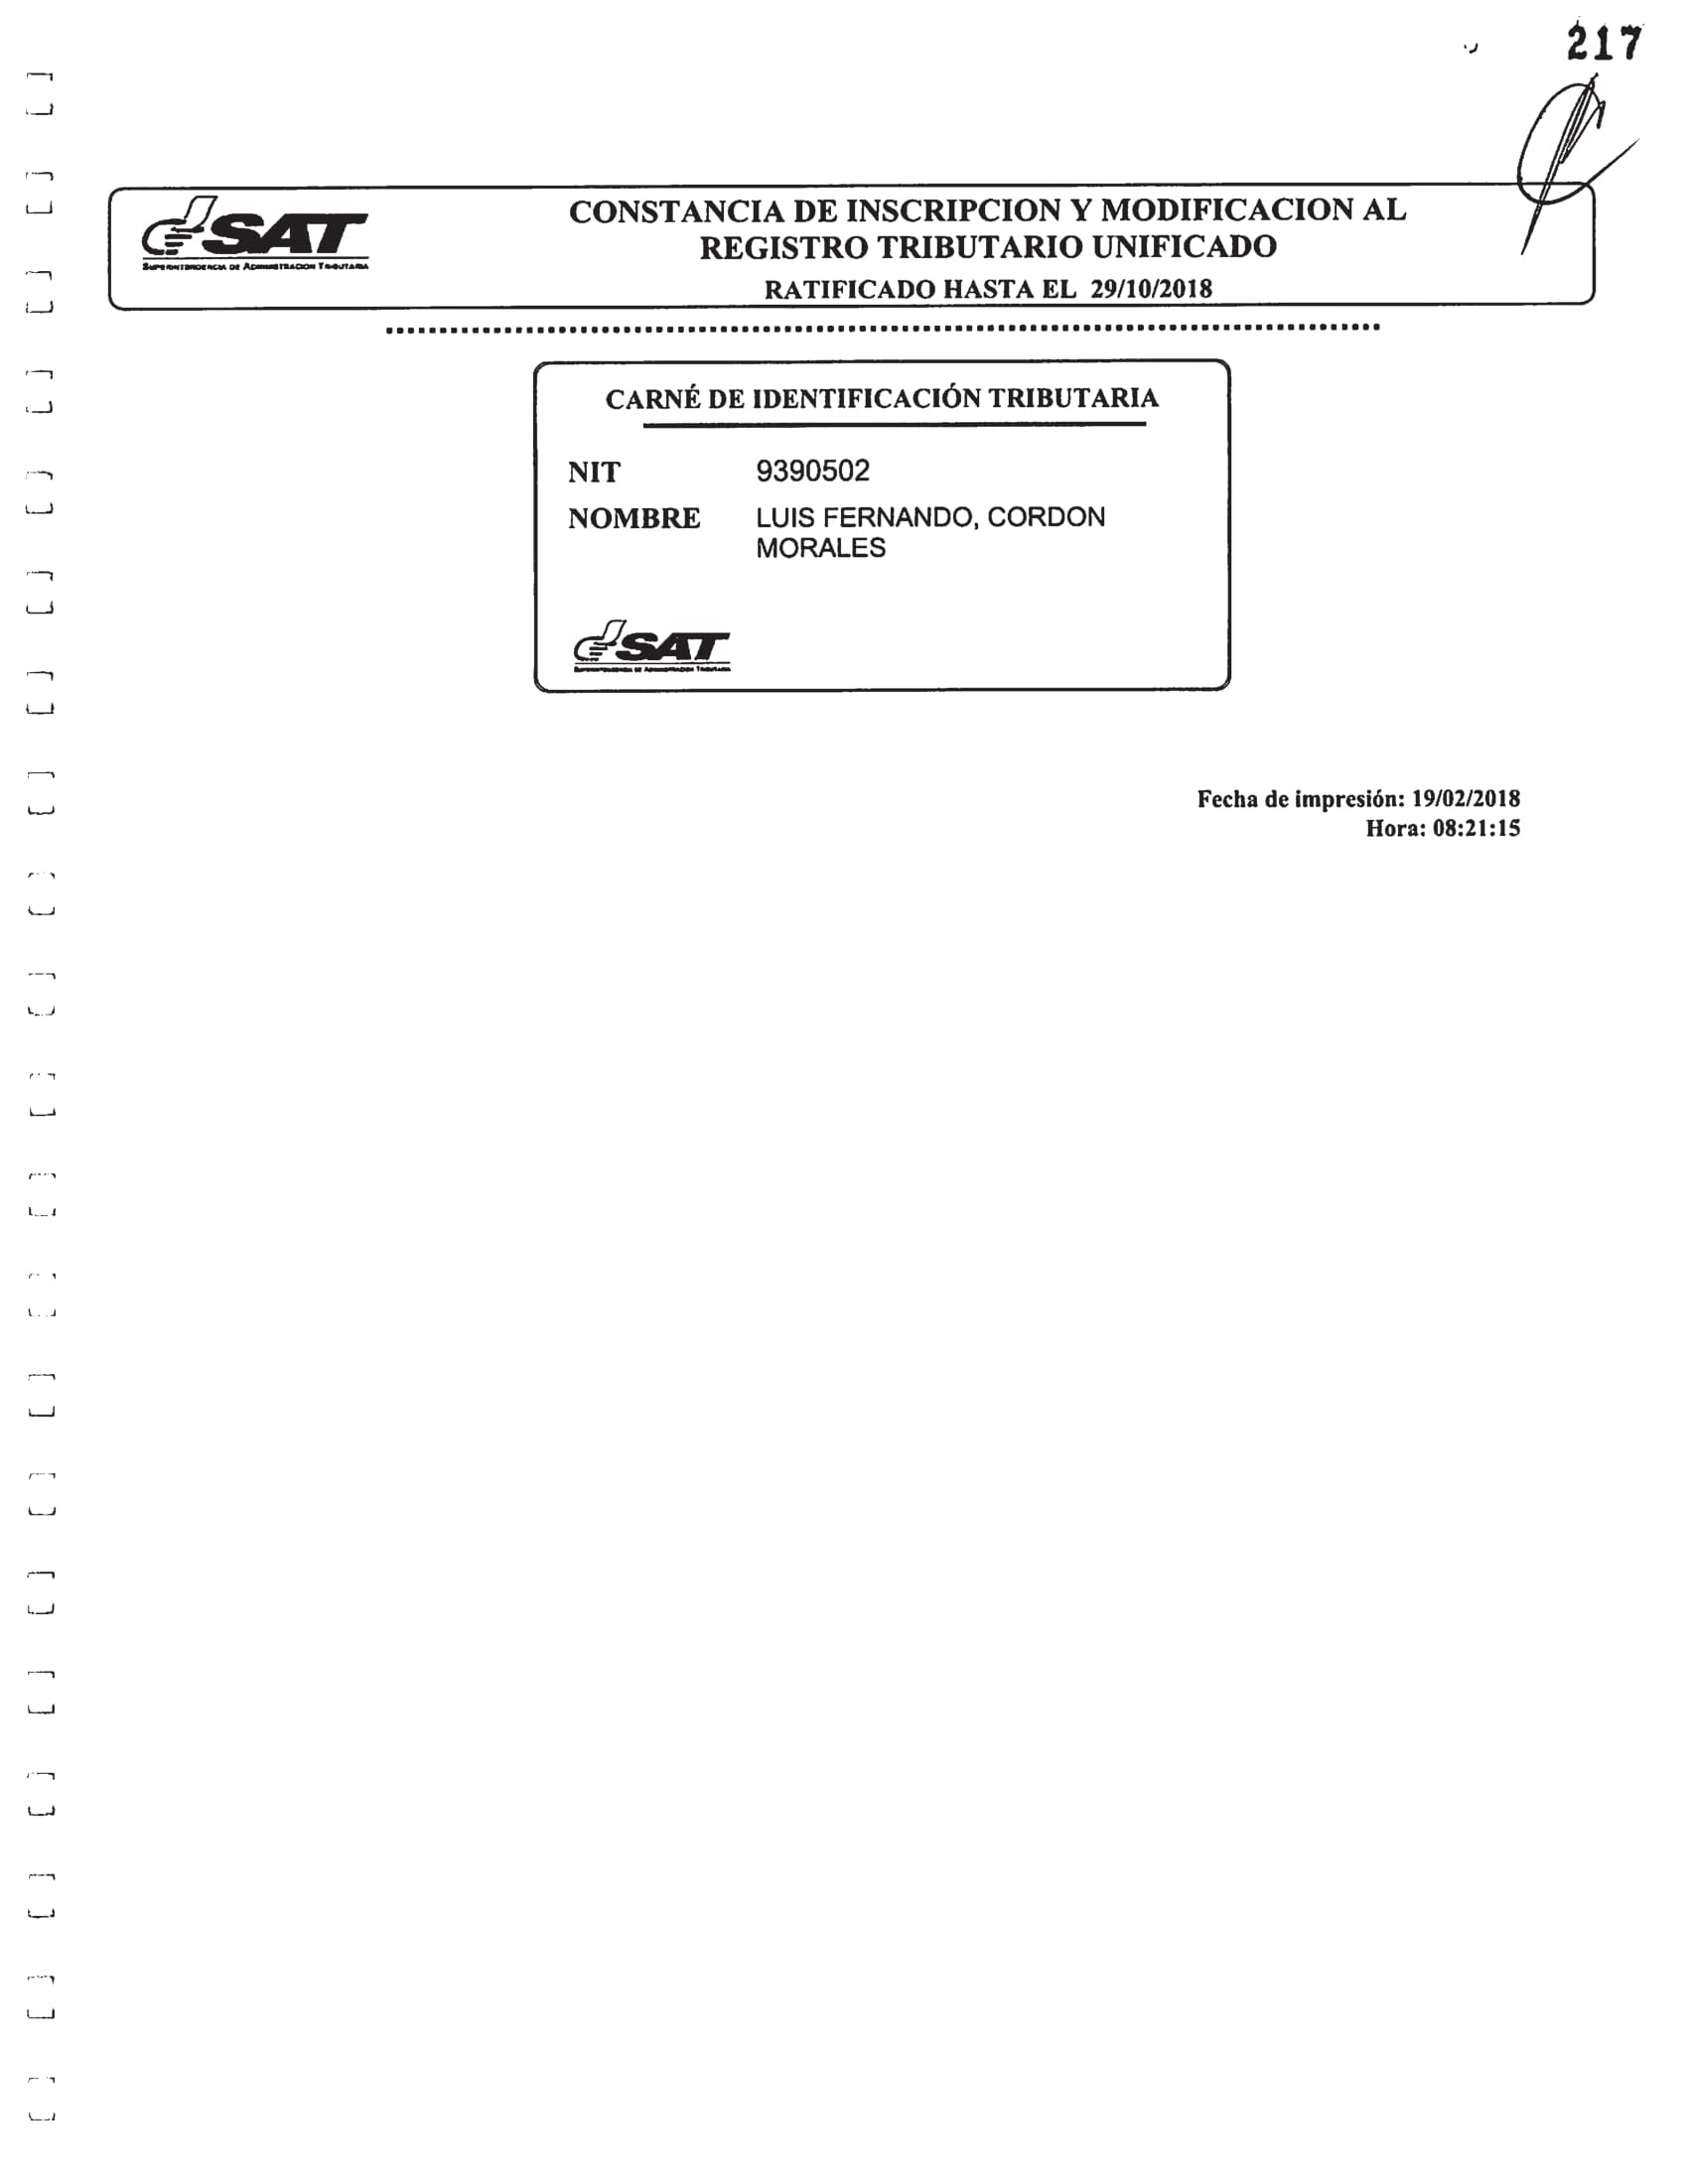 217
SAT
SUPERINTENDENCIA DE ADMINISTRACION TRIBUTARIA
CONSTANCIA DE INSCRIPCION Y MODIFICACION AL
REGISTRO TRIBUTARIO UNIFICADO
RATIFICADO HASTA EL 29/10/2018
CARNÉ DE IDENTIFICACIÓN TRIBUTARIA
NIT 9390502
NOMBRE LUIS FERNANDO, CORDON
MORALES
SAT
SUPERINTENDENCIA DE ADMINISTRACION TRIBUTARIA
Fecha de impresión: 19/02/2018
Hora: 08:21:15